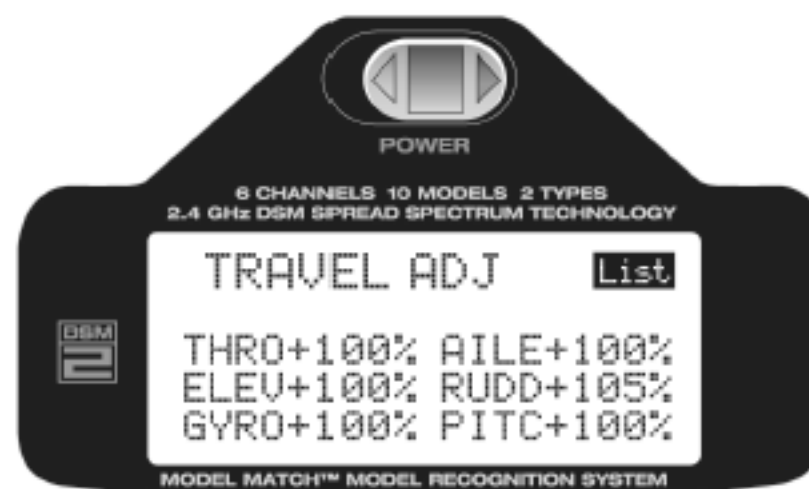 POWER
6 CHANNELS 10 MODELS 2 TYPES
2.4 GHz DSM SPREAD SPECTRUM TECHNOLOGY
TRAVEL ADJ List
DSM
2
THRO+100% AILE+100%
ELEV+100% RUDD+105%
GYRO+100% PITC+100%
MODEL MATCH™ MODEL RECOGNITION SYSTEM